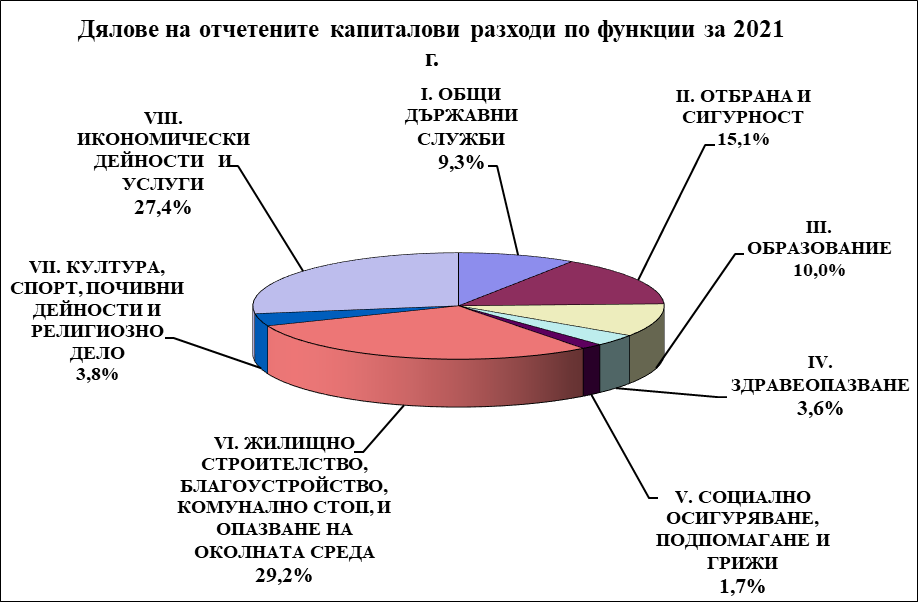 Дялове на отчетените капиталови разходи по функции за 2021
г.
I. ОБЩИ
ДЪРЖАВНИ
СЛУЖБИ
9,3%
II. ОТБРАНА И
СИГУРНОСТ
15,1%
III.
ОБРАЗОВАНИЕ
10,0%
IV.
ЗДРАВЕОПАЗВАНЕ
3,6%
V. СОЦИАЛНО
ОСИГУРЯВАНЕ,
ПОДПОМАГАНЕ И
ГРИЖИ
1,7%
VI. ЖИЛИЩНО
СТРОИТЕЛСТВО,
БЛАГОУСТРОЙСТВО,
КОМУНАЛНО СТОП, И
ОПАЗВАНЕ НА
ОКОЛНАТА СРЕДА
29,2%
VII. КУЛТУРА,
СПОРТ, ПОЧИВНИ
ДЕЙНОСТИ И
РЕЛИГИОЗНО
ДЕЛО
3,8%
VIII.
ИКОНОМИЧЕСКИ
ДЕЙНОСТИ И
УСЛУГИ
27,4%